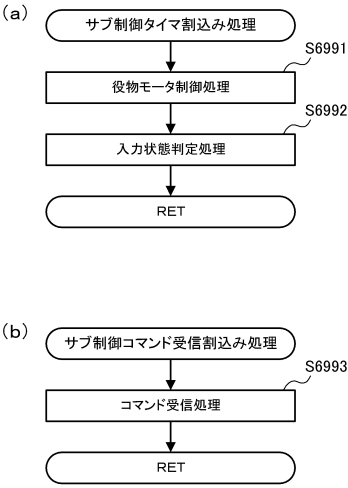 (a)
サブ制御タイマ割込み処理
S6991
役物モータ制御処理
S6992
入力状態判定処理
RET
(b)
サブ制御コマンド受信割込み処理
S6993
コマンド受信処理
RET